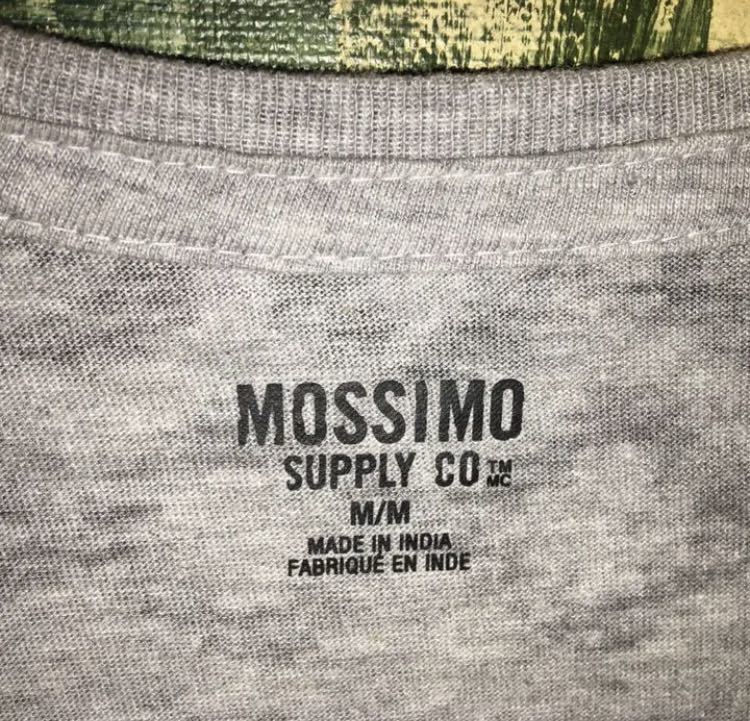 MOSSIMO
SUPPLY CO TM MC
M/M
MADE IN INDIA
FABRIQUÉ EN INDE